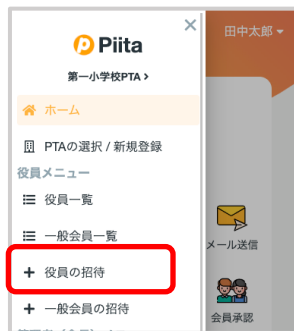 Piita
田中太郎
第一小学校PTA
ホーム
PTAの選択 / 新規登録
役員メニュー
役員一覧
一般会員一覧
メール送信
役員の招待
一般会員の招待
会員承認